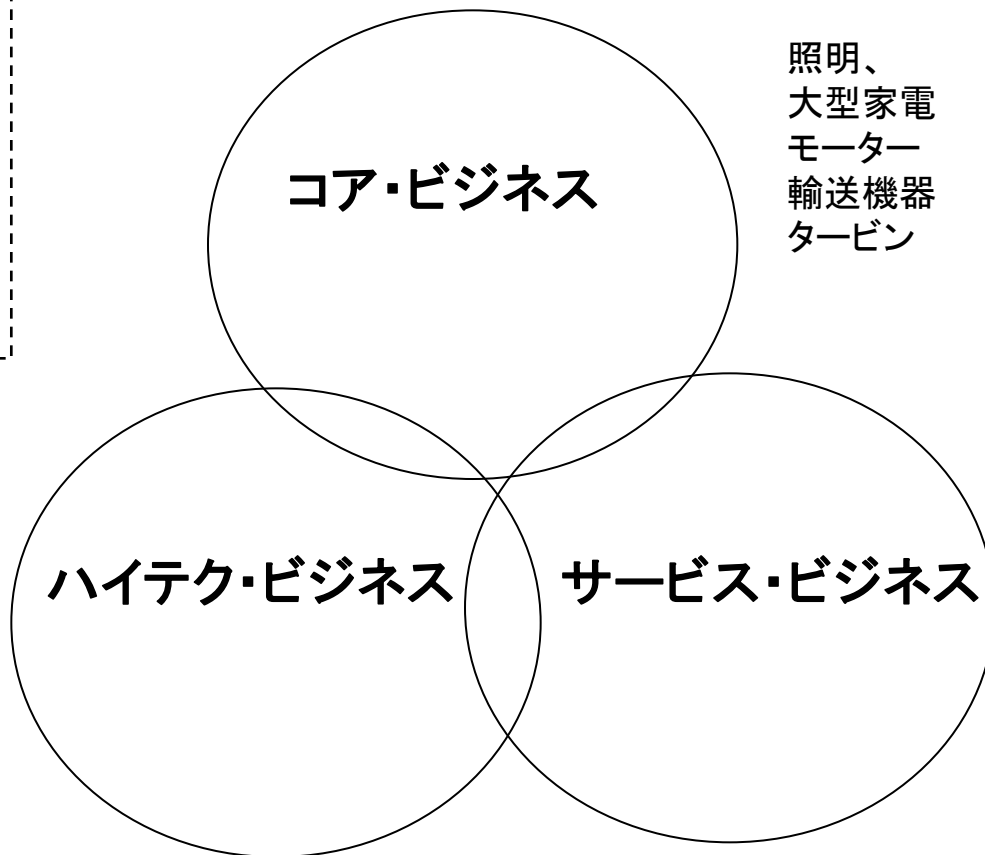 照明、
大型家電
モーター
輸送機器
タービン
コア・ビジネス
ハイテク・ビジネス
サービス・ビジネス